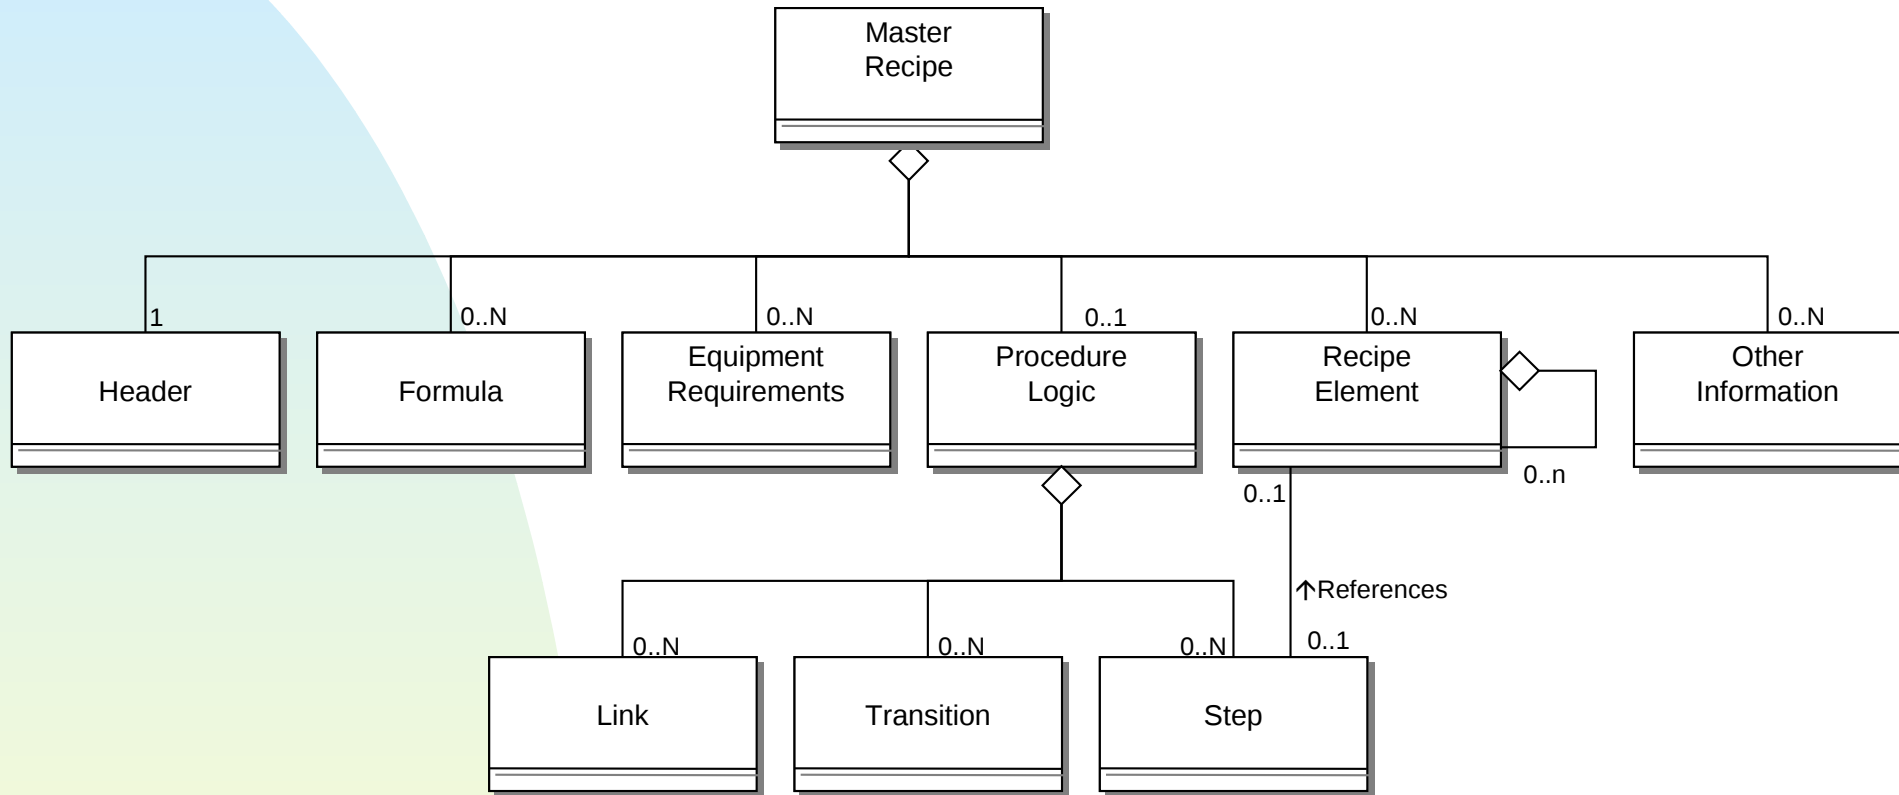 Master
Recipe
1
0..N
0..N
0..1
0..N
0..N
Header
Formula
Equipment
Requirements
Procedure
Logic
Recipe
Element
Other
Information
0..n
0..1
↑References
0..1
0..N
0..N
0..N
Link
Transition
Step